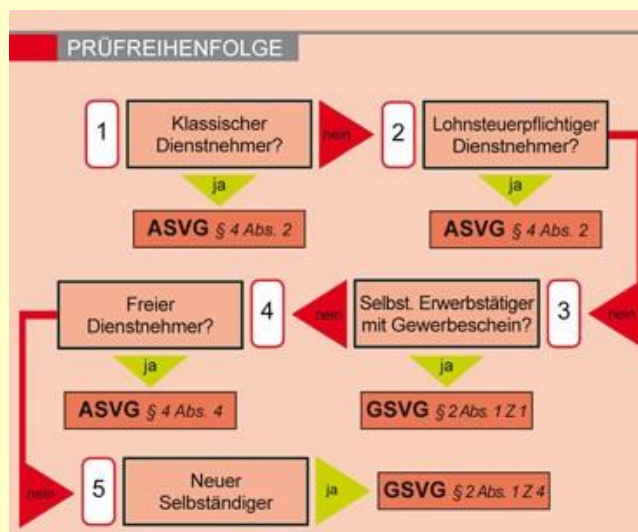 PRÜFREIHENFOLGE
1
Klassischer
Dienstnehmer?
nein
2
Lohnsteuerpflichtiger
Dienstnehmer?
ja
ASVG § 4 Abs. 2
ja
ASVG § 4 Abs. 2
nein
3
Selbst. Erwerbstätiger
mit Gewerbeschein?
nein
4
Freier
Dienstnehmer?
ja
GSVG § 2 Abs. 1 Z 1
ja
ASVG § 4 Abs. 4
nein
5
Neuer
Selbständiger
ja
GSVG § 2 Abs. 1 Z 4